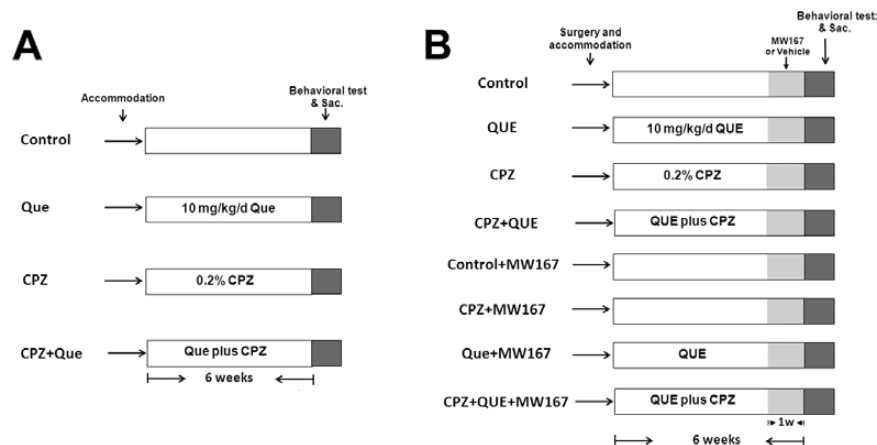 A
Accommodation
Behavioral test
& Sac.
Control
Que
10 mg/kg/d Que
CPZ
0.2% CPZ
CPZ+Que
Que plus CPZ
6 weeks
B
Surgery and
accommodation
MW167
or Vehicle
Behavioral test:
& Sac.
Control
QUE
10 mg/kg/d QUE
CPZ
0.2% CPZ
CPZ+QUE
QUE plus CPZ
Control+MW167
CPZ+MW167
Que+MW167
QUE
CPZ+QUE+MW167
QUE plus CPZ
1w
6 weeks